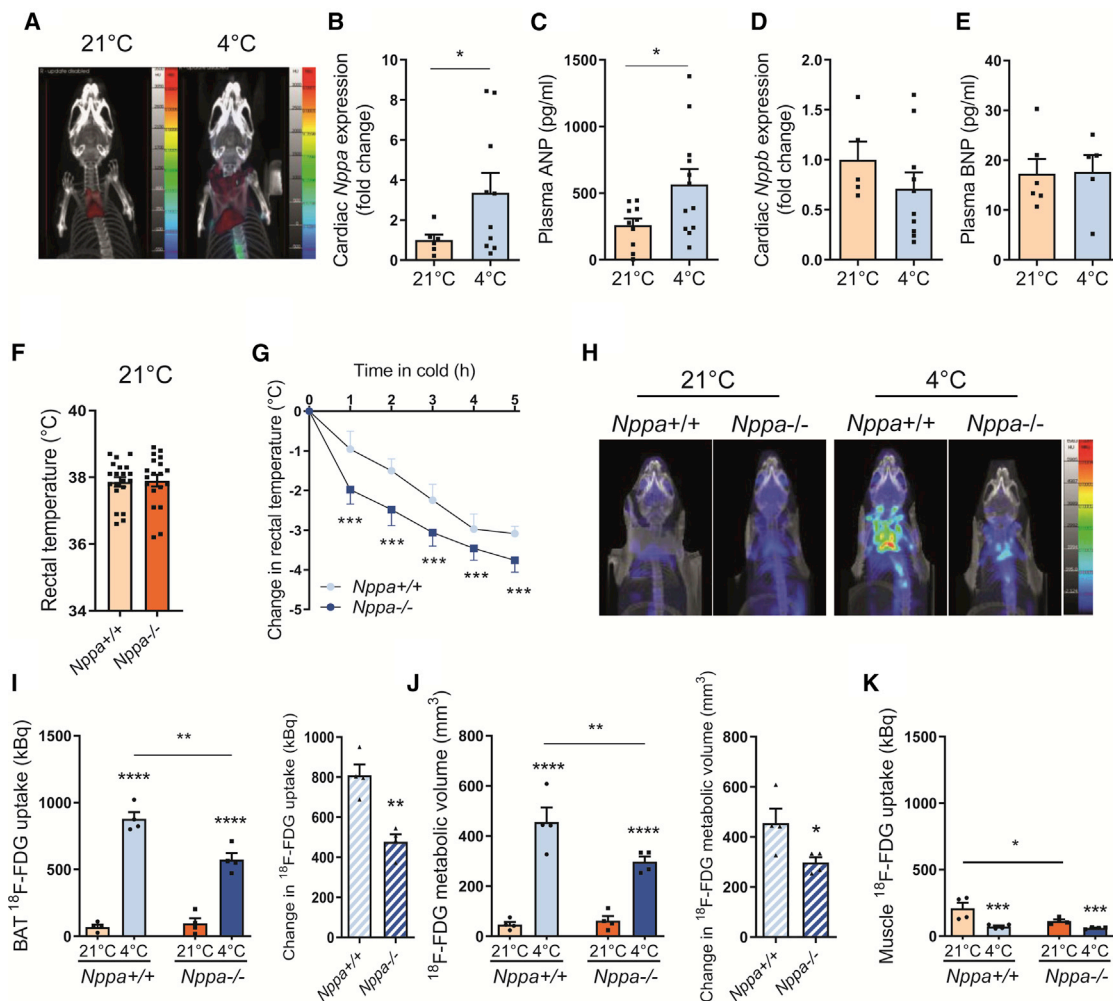 A
21°C
4°C
B
Cardiac Nppa expression
(fold change)
10
8
6
4
2
0
*
21°C
4°C
C
Plasma ANP (pg/ml)
1500
1000
500
0
*
21°C
4°C
D
Cardiac Nppb expression
(fold change)
2.0
1.5
1.0
0.5
0.0
21°C
4°C
E
Plasma BNP (pg/ml)
40
30
20
10
0
21°C
4°C
F
21°C
Rectal temperature (°C)
40
38
36
34
Nppa+/+
Nppa-/-
G
Time in cold (h)
0 1 2 3 4 5
Change in rectal temperature (°C)
0
-1
-2
-3
-4
-5
***
***
***
***
***
Nppa+/+
Nppa-/-
H
21°C
4°C
Nppa+/+
Nppa-/-
Nppa+/+
Nppa-/-
I
BAT ¹⁸F-FDG uptake (kBq)
1500
1000
500
0
**
****
****
21°C 4°C
21°C 4°C
Nppa+/+
Nppa-/-
Change in ¹⁸F-FDG uptake (kBq)
1000
800
600
400
200
0
**
Nppa+/+
Nppa-/-
J
¹⁸F-FDG metabolic volume (mm³)
800
600
400
200
0
**
****
****
21°C 4°C
21°C 4°C
Nppa+/+
Nppa-/-
Change in ¹⁸F-FDG metabolic volume (mm³)
800
600
400
200
0
*
Nppa+/+
Nppa-/-
K
Muscle ¹⁸F-FDG uptake (kBq)
1500
1000
500
0
*
***
***
21°C 4°C
21°C 4°C
Nppa+/+
Nppa-/-